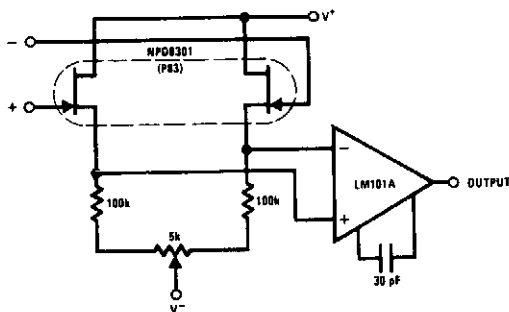 V+
−
NPD8301
(P83)
+
−
LM101A
OUTPUT
+
100k
100k
5k
30 pF
V−